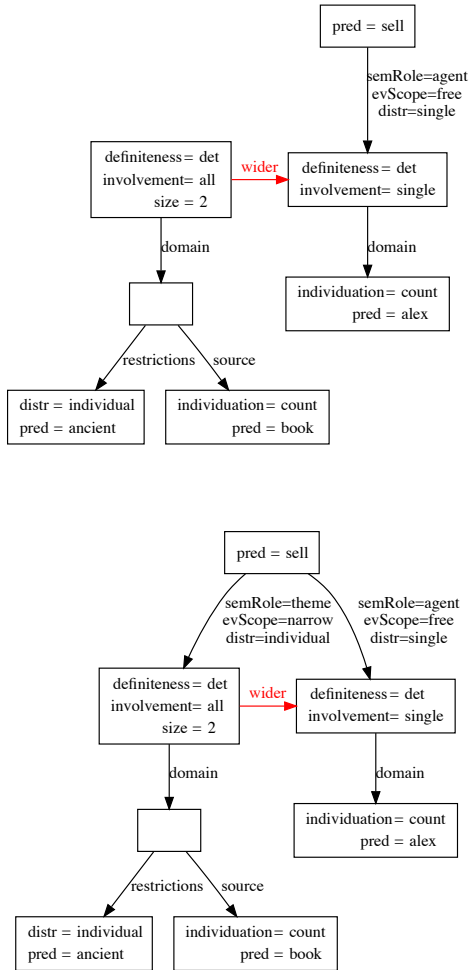 pred = sell
semRole=agent
evScope=free
distr=single
definiteness= det
involvement= all
size = 2
wider
definiteness= det
involvement= single
domain
domain
individuation= count
pred = alex
restrictions
source
distr = individual
pred = ancient
individuation= count
pred = book
pred = sell
semRole=theme
evScope=narrow
distr=individual
semRole=agent
evScope=free
distr=single
definiteness= det
involvement= all
size = 2
wider
definiteness= det
involvement= single
domain
domain
individuation= count
pred = alex
restrictions
source
distr = individual
pred = ancient
individuation= count
pred = book